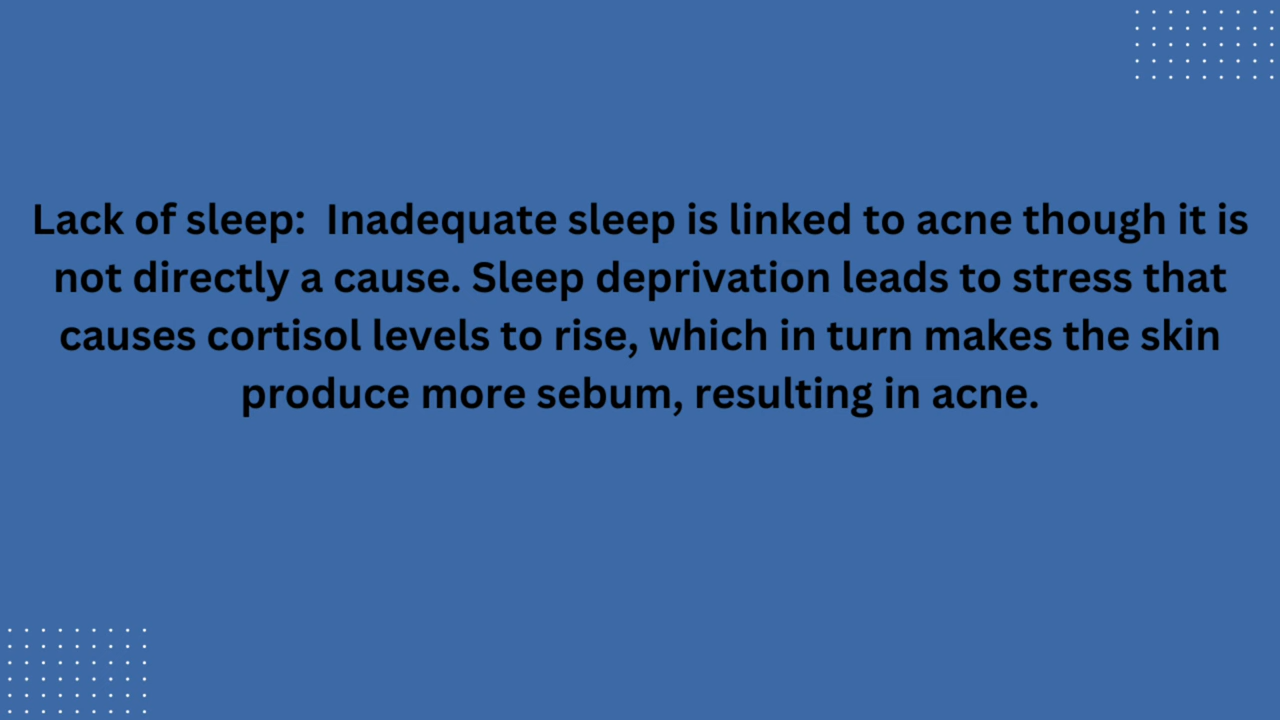 Lack of sleep:  Inadequate sleep is linked to acne though it is
not directly a cause. Sleep deprivation leads to stress that
causes cortisol levels to rise, which in turn makes the skin
produce more sebum, resulting in acne.